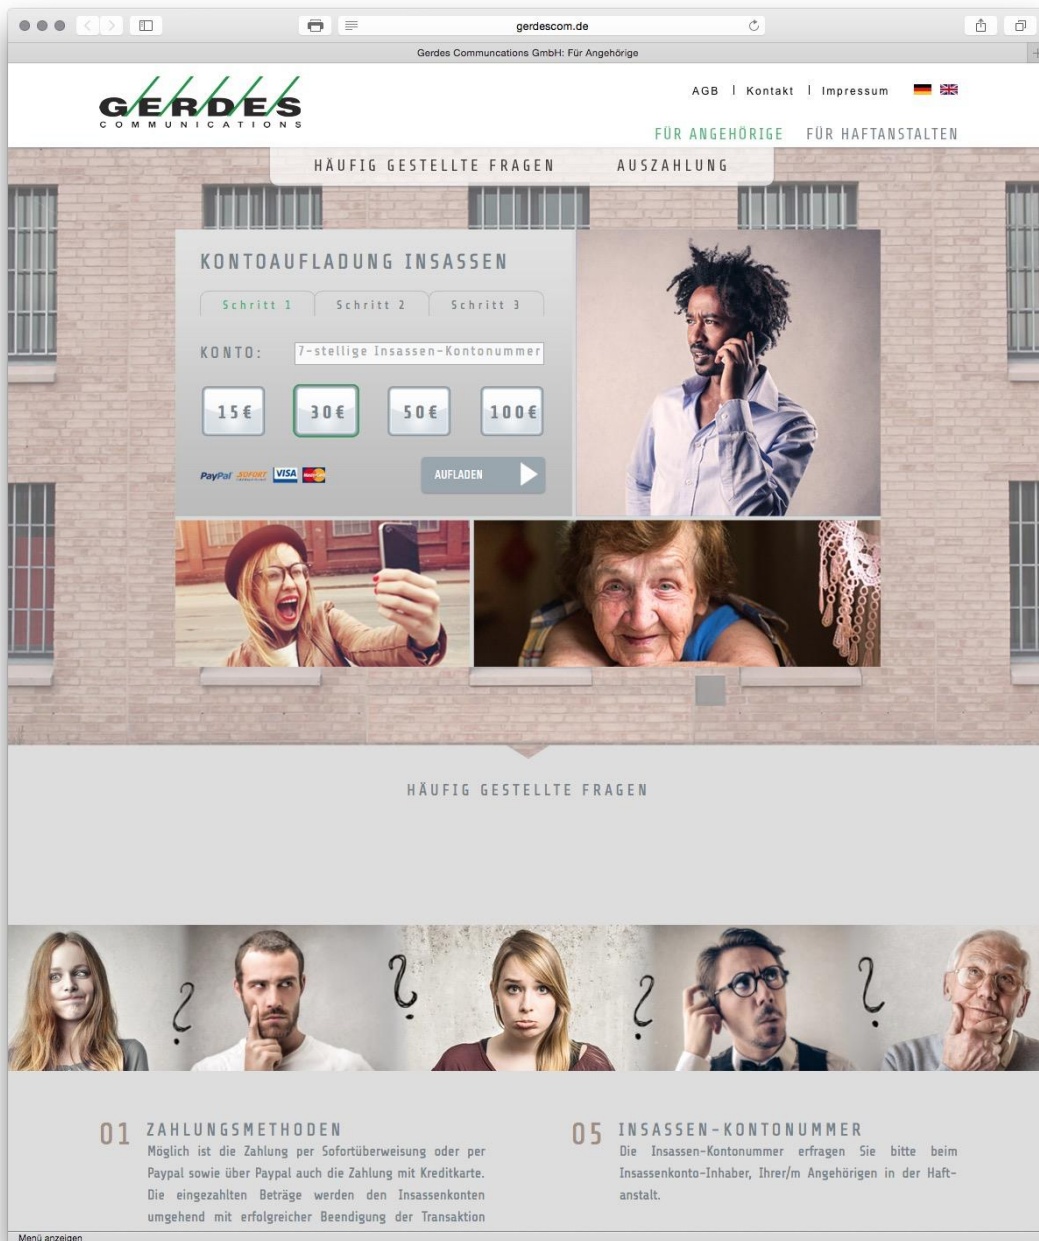 gerdescom.de
Gerdes Communcations GmbH: Für Angehörige
GERDES
COMMUNICATIONS
AGB | Kontakt | Impressum
FÜR ANGEHÖRIGE FÜR HAFTANSTALTEN
HÄUFIG GESTELLTE FRAGEN AUSZAHLUNG
KONTOAUFLADUNG INSASSEN
Schritt 1 Schritt 2 Schritt 3
KONTO: 7-stellige Insassen-Kontonummer
15€ 30€ 50€ 100€
PayPal SOFORT VISA MasterCard
AUFLADEN
HÄUFIG GESTELLTE FRAGEN
01 ZAHLUNGSMETHODEN
Möglich ist die Zahlung per Sofortüberweisung oder per
Paypal sowie über Paypal auch die Zahlung mit Kreditkarte.
Die eingezahlten Beträge werden den Insassenkonten
umgehend mit erfolgreicher Beendigung der Transaktion
05 INSASSEN-KONTONUMMER
Die Insassen-Kontonummer erfragen Sie bitte beim
Insassenkonto-Inhaber, Ihrer/m Angehörigen in der Haft-
anstalt.
Menü anzeigen